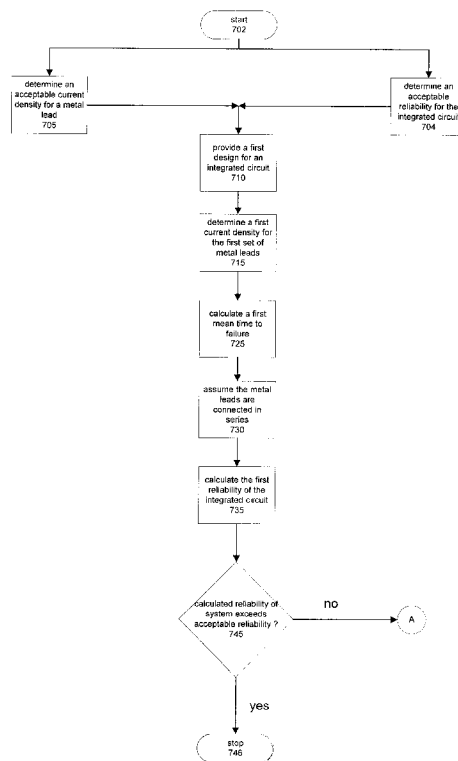 start
702
determine an
acceptable current
density for a metal
lead
705
determine an
acceptable
reliability for the
integrated circuit
704
provide a first
design for an
integrated circuit
710
determine a first
current density for
the first set of
metal leads
715
calculate a first
mean time to
failure
725
assume the metal
leads are
connected in
series
730
calculate the first
reliability of the
integrated circuit
735
calculated reliability of
system exceeds
acceptable reliability ?
745
no
A
yes
stop
746